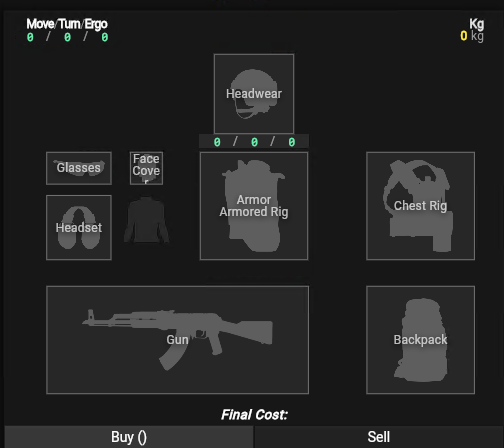 Move/Turn/Ergo
Kg
0 / 0 / 0
0 kg
Headwear
0 / 0 / 0
Glasses
Face
Cove
r
Headset
Armor
Armored Rig
Chest Rig
Gun
Backpack
Final Cost:
Buy ()
Sell